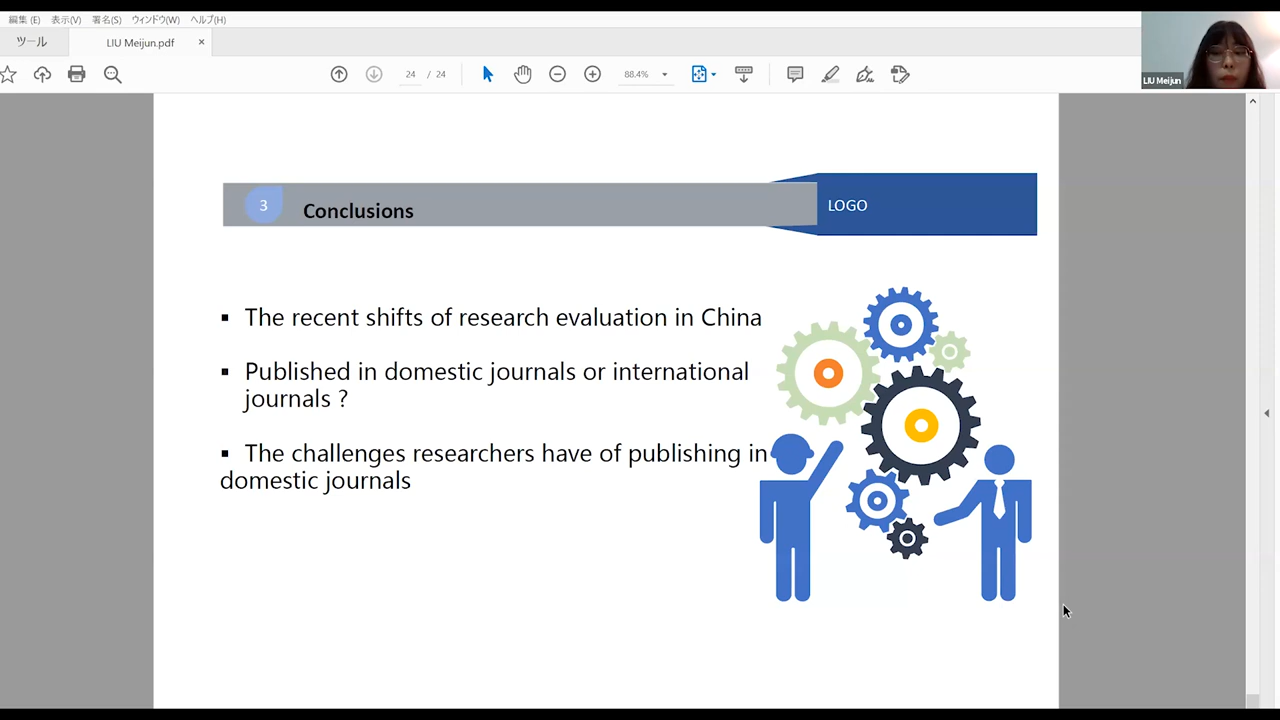 編集 (E) 表示(V) 署名(S) ウィンドウ(W) ヘルプ(H)
ツール LIU Meijun.pdf ×
24 / 24 88.4%
LIU Meijun
3 Conclusions LOGO
▪ The recent shifts of research evaluation in China
▪ Published in domestic journals or international
journals ?
▪ The challenges researchers have of publishing in
domestic journals